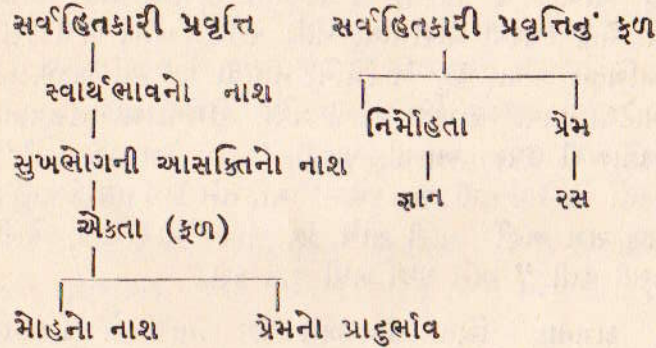 સર્વહિતકારી પ્રવૃત્તિ
સ્વાર્થભાવનો નાશ
સુખભોગની આસક્તિનો નાશ
એકતા (ફળ)
મોહનો નાશ પ્રેમનો પ્રાદુર્ભાવ
સર્વહિતકારી પ્રવૃત્તિનું ફળ
નિર્મોહતા પ્રેમ
જ્ઞાન રસ